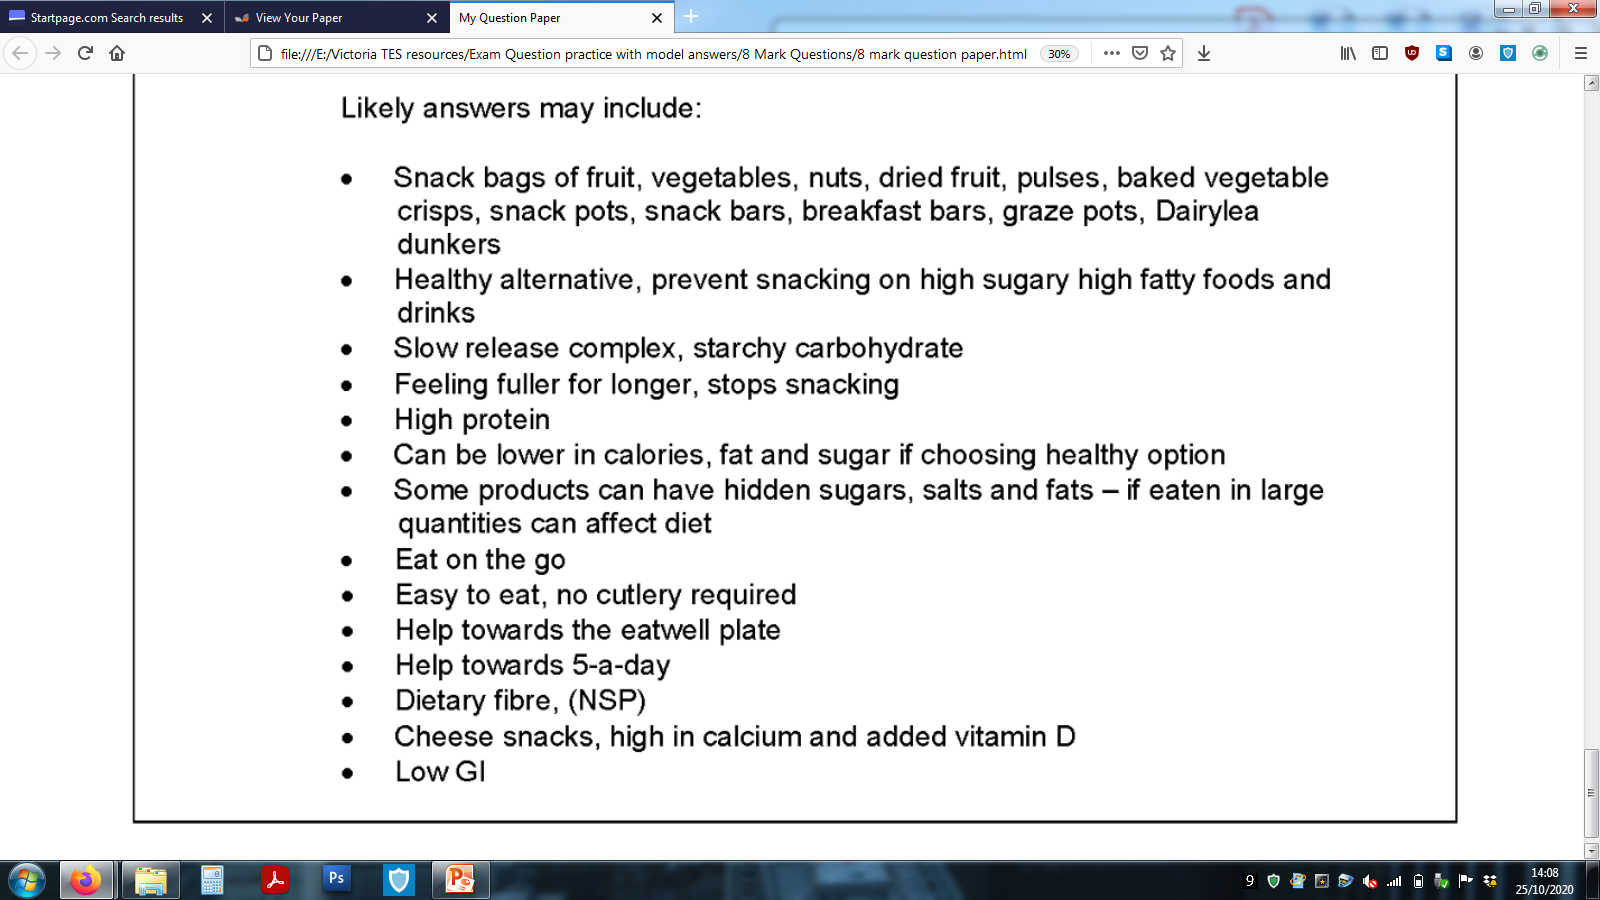 Startpage.com Search results
View Your Paper
My Question Paper
file:///E:/Victoria TES resources/Exam Question practice with model answers/8 Mark Questions/8 mark question paper.html
30%
Likely answers may include:
• Snack bags of fruit, vegetables, nuts, dried fruit, pulses, baked vegetable
crisps, snack pots, snack bars, breakfast bars, graze pots, Dairylea
dunkers
• Healthy alternative, prevent snacking on high sugary high fatty foods and
drinks
• Slow release complex, starchy carbohydrate
• Feeling fuller for longer, stops snacking
• High protein
• Can be lower in calories, fat and sugar if choosing healthy option
• Some products can have hidden sugars, salts and fats – if eaten in large
quantities can affect diet
• Eat on the go
• Easy to eat, no cutlery required
• Help towards the eatwell plate
• Help towards 5-a-day
• Dietary fibre, (NSP)
• Cheese snacks, high in calcium and added vitamin D
• Low GI
Ps
P
9
14:08
25/10/2020